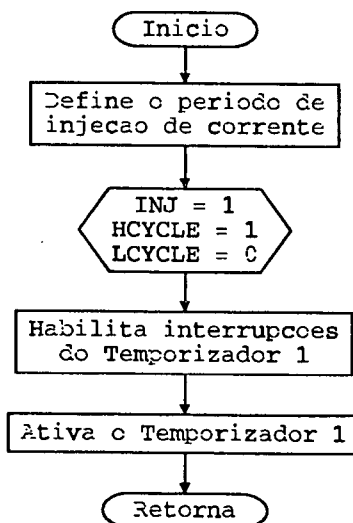 Inicio
Define o periodo de
injecao de corrente
INJ = 1
HCYCLE = 1
LCYCLE = 0
Habilita interrupcoes
do Temporizador 1
Ativa o Temporizador 1
Retorna